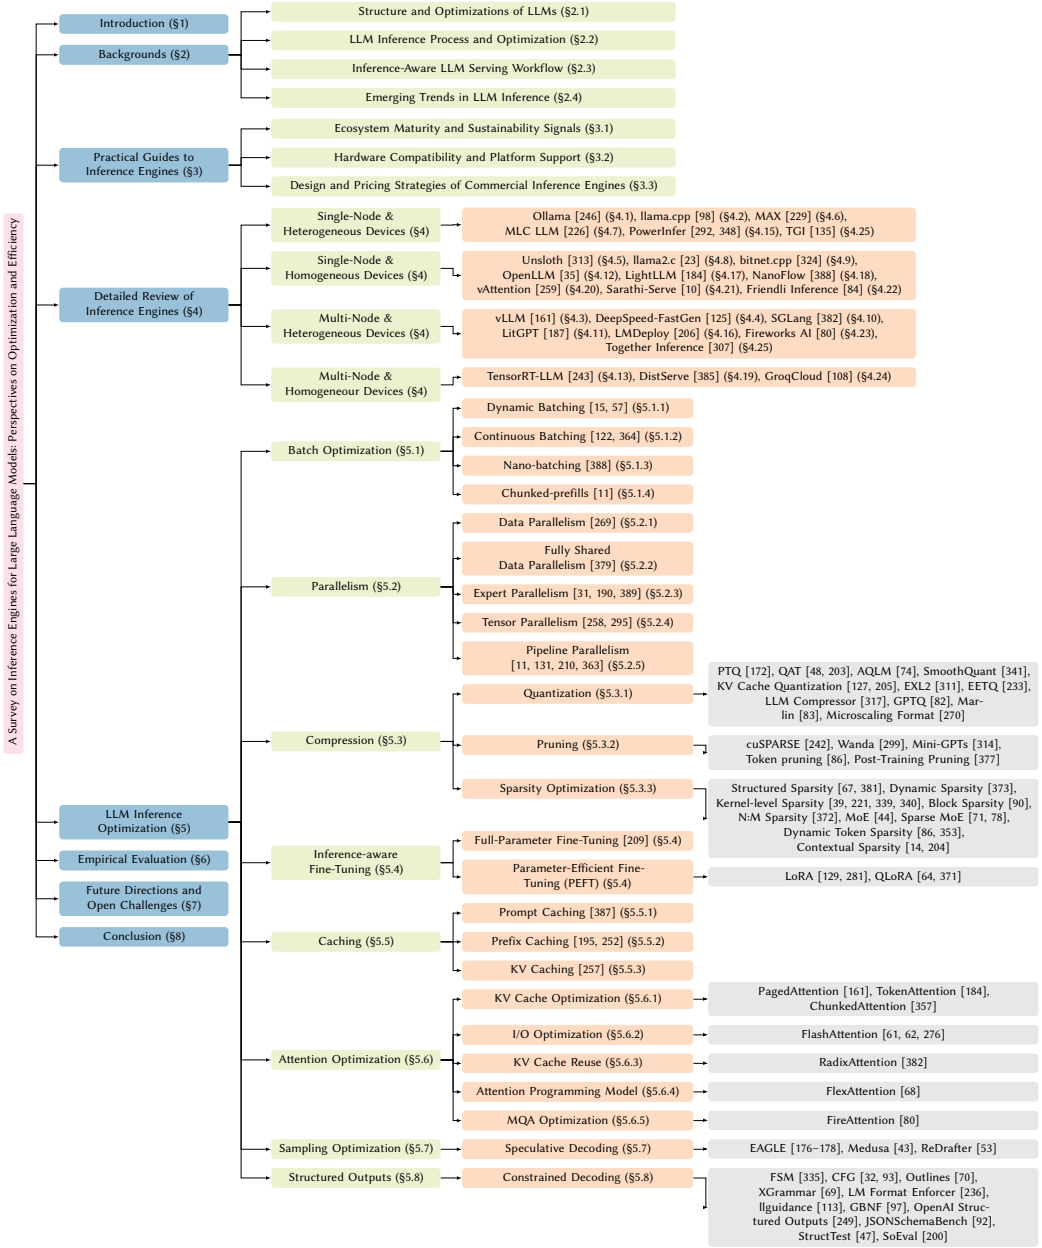 A Survey on Inference Engines for Large Language Models: Perspectives on Optimization and Efficiency
Introduction (§1)
Backgrounds (§2)
Structure and Optimizations of LLMs (§2.1)
LLM Inference Process and Optimization (§2.2)
Inference-Aware LLM Serving Workflow (§2.3)
Emerging Trends in LLM Inference (§2.4)
Practical Guides to
Inference Engines (§3)
Ecosystem Maturity and Sustainability Signals (§3.1)
Hardware Compatibility and Platform Support (§3.2)
Design and Pricing Strategies of Commercial Inference Engines (§3.3)
Detailed Review of
Inference Engines (§4)
Single-Node &
Heterogeneous Devices (§4)
Ollama [246] (§4.1), llama.cpp [98] (§4.2), MAX [229] (§4.6),
MLC LLM [226] (§4.7), PowerInfer [292, 348] (§4.15), TGI [135] (§4.25)
Single-Node &
Homogeneous Devices (§4)
Unsloth [313] (§4.5), llama2.c [23] (§4.8), bitnet.cpp [324] (§4.9),
OpenLLM [35] (§4.12), LightLLM [184] (§4.17), NanoFlow [388] (§4.18),
vAttention [259] (§4.20), Sarathi-Serve [10] (§4.21), Friendli Inference [84] (§4.22)
Multi-Node &
Heterogeneous Devices (§4)
vLLM [161] (§4.3), DeepSpeed-FastGen [125] (§4.4), SGLang [382] (§4.10),
LitGPT [187] (§4.11), LMDeploy [206] (§4.16), Fireworks AI [80] (§4.23),
Together Inference [307] (§4.25)
Multi-Node &
Homogeneour Devices (§4)
TensorRT-LLM [243] (§4.13), DistServe [385] (§4.19), GroqCloud [108] (§4.24)
LLM Inference
Optimization (§5)
Batch Optimization (§5.1)
Dynamic Batching [15, 57] (§5.1.1)
Continuous Batching [122, 364] (§5.1.2)
Nano-batching [388] (§5.1.3)
Chunked-prefills [11] (§5.1.4)
Parallelism (§5.2)
Data Parallelism [269] (§5.2.1)
Fully Shared
Data Parallelism [379] (§5.2.2)
Expert Parallelism [31, 190, 389] (§5.2.3)
Tensor Parallelism [258, 295] (§5.2.4)
Pipeline Parallelism
[11, 131, 210, 363] (§5.2.5)
Compression (§5.3)
Quantization (§5.3.1)
PTQ [172], QAT [48, 203], AQLM [74], SmoothQuant [341],
KV Cache Quantization [127, 205], EXL2 [311], EETQ [233],
LLM Compressor [317], GPTQ [82], Mar-
lin [83], Microscaling Format [270]
Pruning (§5.3.2)
cuSPARSE [242], Wanda [299], Mini-GPTs [314],
Token pruning [86], Post-Training Pruning [377]
Sparsity Optimization (§5.3.3)
Structured Sparsity [67, 381], Dynamic Sparsity [373],
Kernel-level Sparsity [39, 221, 339, 340], Block Sparsity [90],
N:M Sparsity [372], MoE [44], Sparse MoE [71, 78],
Dynamic Token Sparsity [86, 353],
Contextual Sparsity [14, 204]
Inference-aware
Fine-Tuning (§5.4)
Full-Parameter Fine-Tuning [209] (§5.4)
Parameter-Efficient Fine-
Tuning (PEFT) (§5.4)
LoRA [129, 281], QLoRA [64, 371]
Caching (§5.5)
Prompt Caching [387] (§5.5.1)
Prefix Caching [195, 252] (§5.5.2)
KV Caching [257] (§5.5.3)
Attention Optimization (§5.6)
KV Cache Optimization (§5.6.1)
PagedAttention [161], TokenAttention [184],
ChunkedAttention [357]
I/O Optimization (§5.6.2)
FlashAttention [61, 62, 276]
KV Cache Reuse (§5.6.3)
RadixAttention [382]
Attention Programming Model (§5.6.4)
FlexAttention [68]
MQA Optimization (§5.6.5)
FireAttention [80]
Sampling Optimization (§5.7)
Speculative Decoding (§5.7)
EAGLE [176–178], Medusa [43], ReDrafter [53]
Structured Outputs (§5.8)
Constrained Decoding (§5.8)
FSM [335], CFG [32, 93], Outlines [70],
XGrammar [69], LM Format Enforcer [236],
llguidance [113], GBNF [97], OpenAI Struc-
tured Outputs [249], JSONSchemaBench [92],
StructTest [47], SoEval [200]
Empirical Evaluation (§6)
Future Directions and
Open Challenges (§7)
Conclusion (§8)